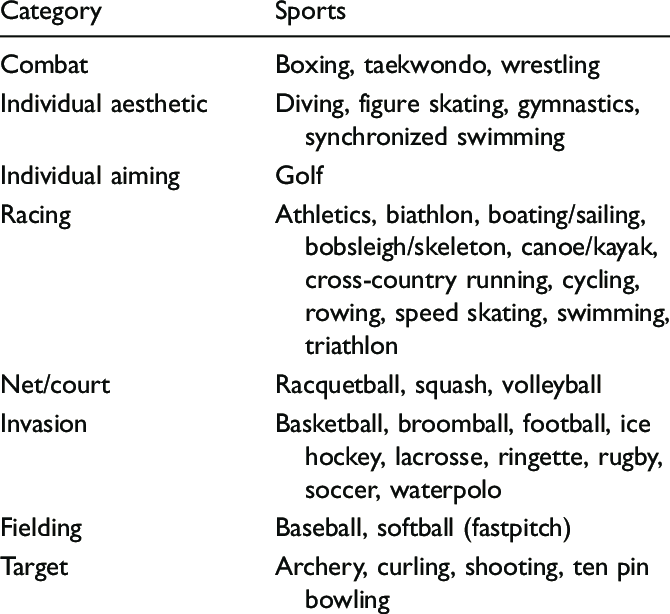 Category Sports
Combat Boxing, taekwondo, wrestling
Individual aesthetic Diving, figure skating, gymnastics,
synchronized swimming
Individual aiming Golf
Racing Athletics, biathlon, boating/sailing,
bobsleigh/skeleton, canoe/kayak,
cross-country running, cycling,
rowing, speed skating, swimming,
triathlon
Net/court Racquetball, squash, volleyball
Invasion Basketball, broomball, football, ice
hockey, lacrosse, ringette, rugby,
soccer, waterpolo
Fielding Baseball, softball (fastpitch)
Target Archery, curling, shooting, ten pin
bowling